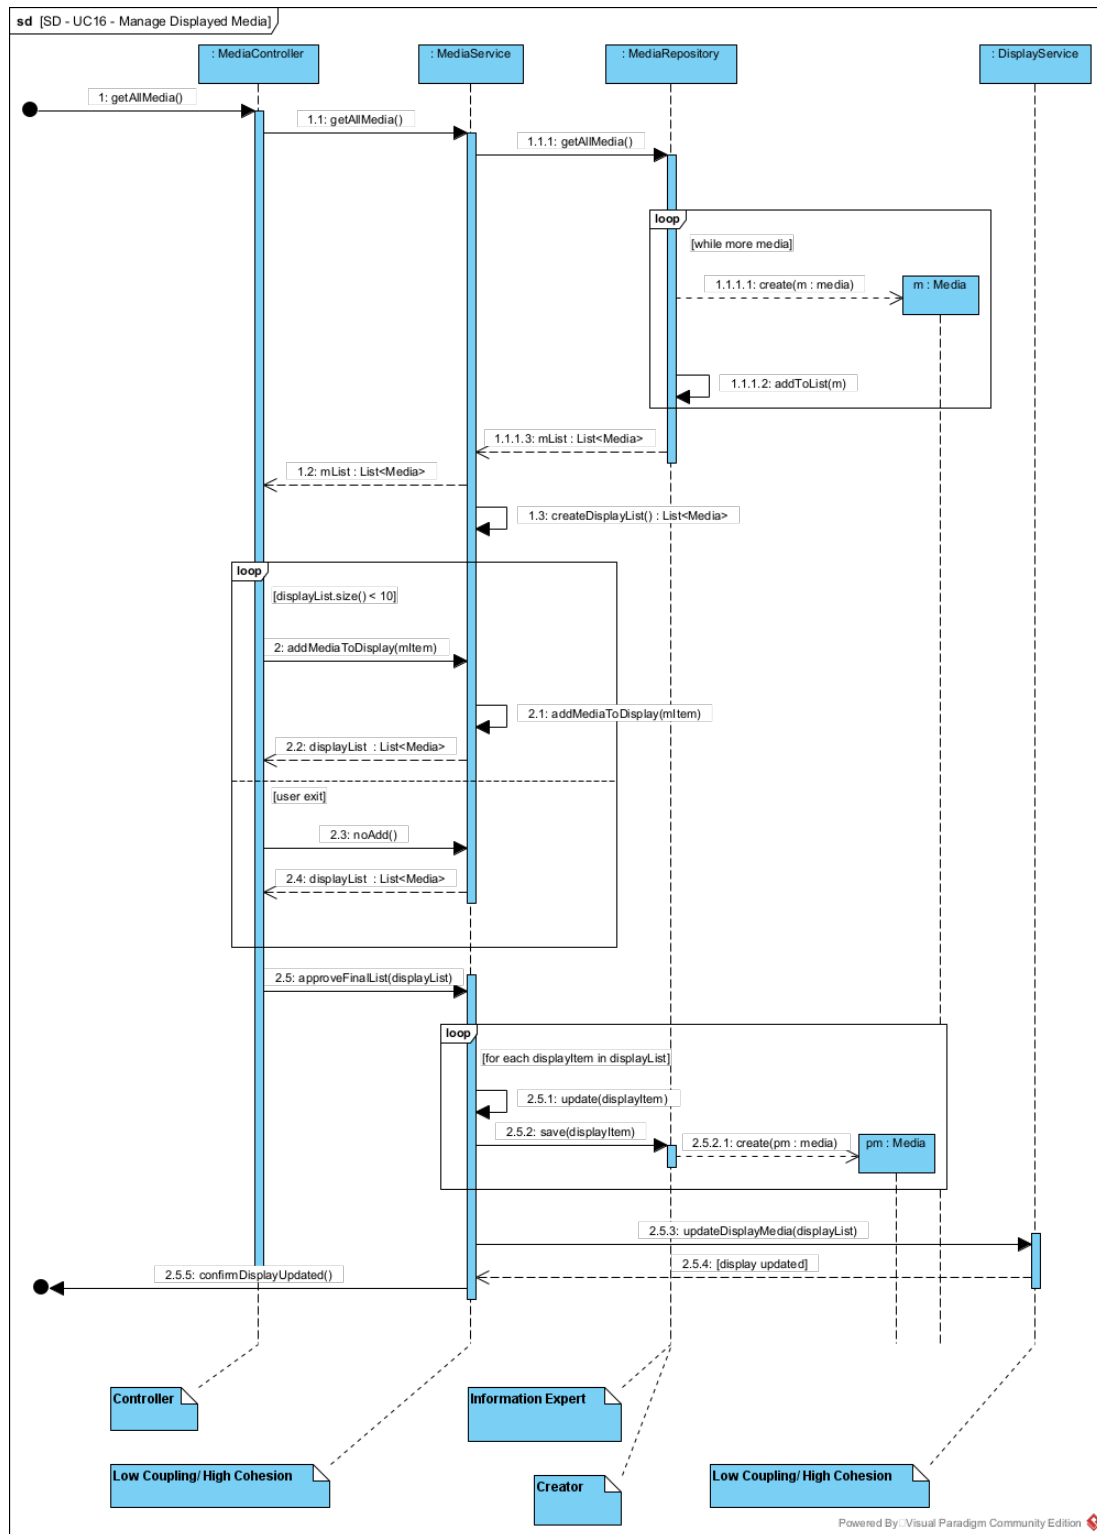 sd [SD - UC16 - Manage Displayed Media]
: MediaController
: MediaService
: MediaRepository
: DisplayService
1: getAllMedia()
1.1: getAllMedia()
1.1.1: getAllMedia()
loop
[while more media]
1.1.1.1: create(m : media)
m : Media
1.1.1.2: addToList(m)
1.1.1.3: mList : List<Media>
1.2: mList : List<Media>
1.3: createDisplayList() : List<Media>
loop
[displayList.size() < 10]
2: addMediaToDisplay(mItem)
2.1: addMediaToDisplay(mItem)
2.2: displayList : List<Media>
[user exit]
2.3: noAdd()
2.4: displayList : List<Media>
2.5: approveFinalList(displayList)
loop
[for each displayItem in displayList]
2.5.1: update(displayItem)
2.5.2: save(displayItem)
2.5.2.1: create(pm : media)
pm : Media
2.5.3: updateDisplayMedia(displayList)
2.5.4: [display updated]
2.5.5: confirmDisplayUpdated()
Controller
Information Expert
Low Coupling/ High Cohesion
Creator
Low Coupling/ High Cohesion
Powered By Visual Paradigm Community Edition